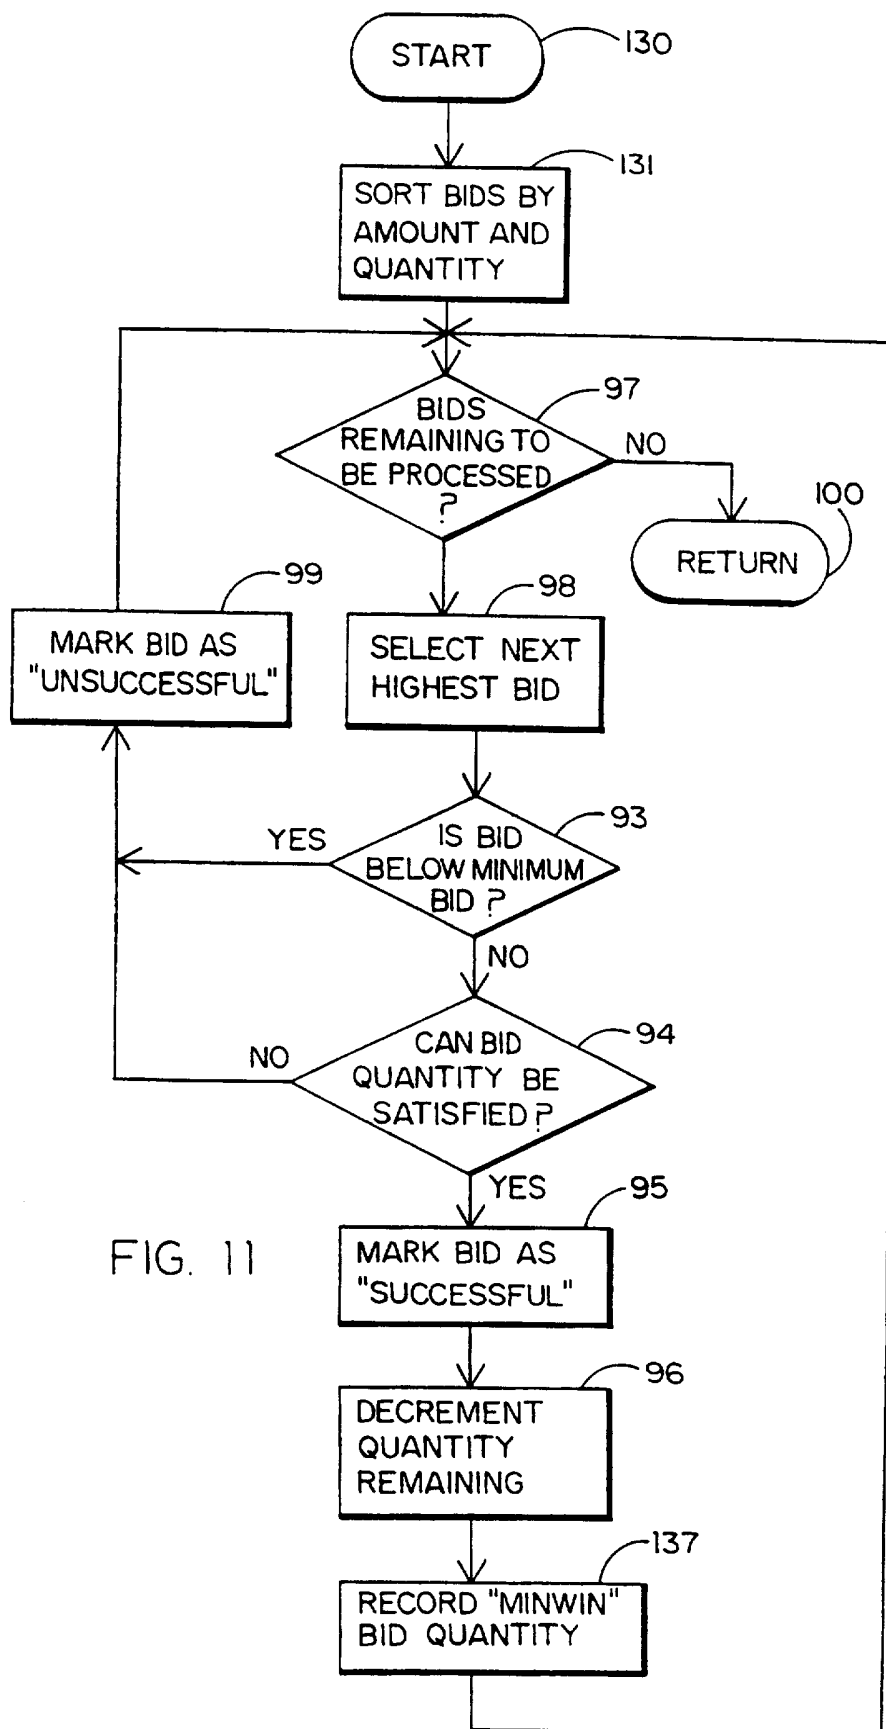 START
130
131
SORT BIDS BY
AMOUNT AND
QUANTITY
97
BIDS
REMAINING TO
BE PROCESSED
?
NO
100
RETURN
99
MARK BID AS
"UNSUCCESSFUL"
98
SELECT NEXT
HIGHEST BID
93
YES
IS BID
BELOW MINIMUM
BID ?
NO
94
NO
CAN BID
QUANTITY BE
SATISFIED?
YES
95
FIG. 11
MARK BID AS
"SUCCESSFUL"
96
DECREMENT
QUANTITY
REMAINING
137
RECORD "MINWIN"
BID QUANTITY